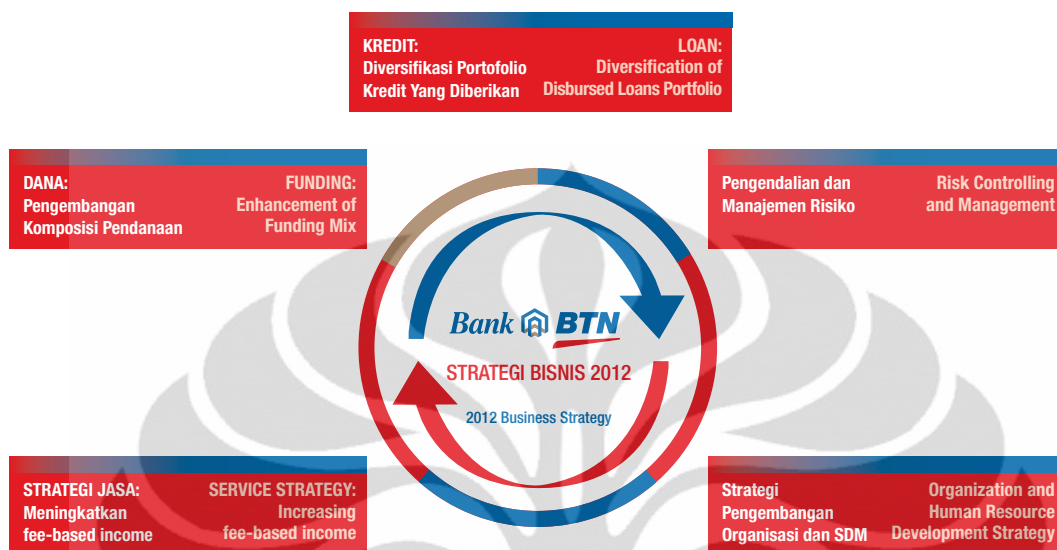 KREDIT:
Diversifikasi Portofolio
Kredit Yang Diberikan
LOAN:
Diversification of
Disbursed Loans Portfolio
DANA:
Pengembangan
Komposisi Pendanaan
FUNDING:
Enhancement of
Funding Mix
Pengendalian dan
Manajemen Risiko
Risk Controlling
and Management
Bank BTN
STRATEGI BISNIS 2012
2012 Business Strategy
STRATEGI JASA:
Meningkatkan
fee-based income
SERVICE STRATEGY:
Increasing
fee-based income
Strategi
Pengembangan
Organisasi dan SDM
Organization and
Human Resource
Development Strategy